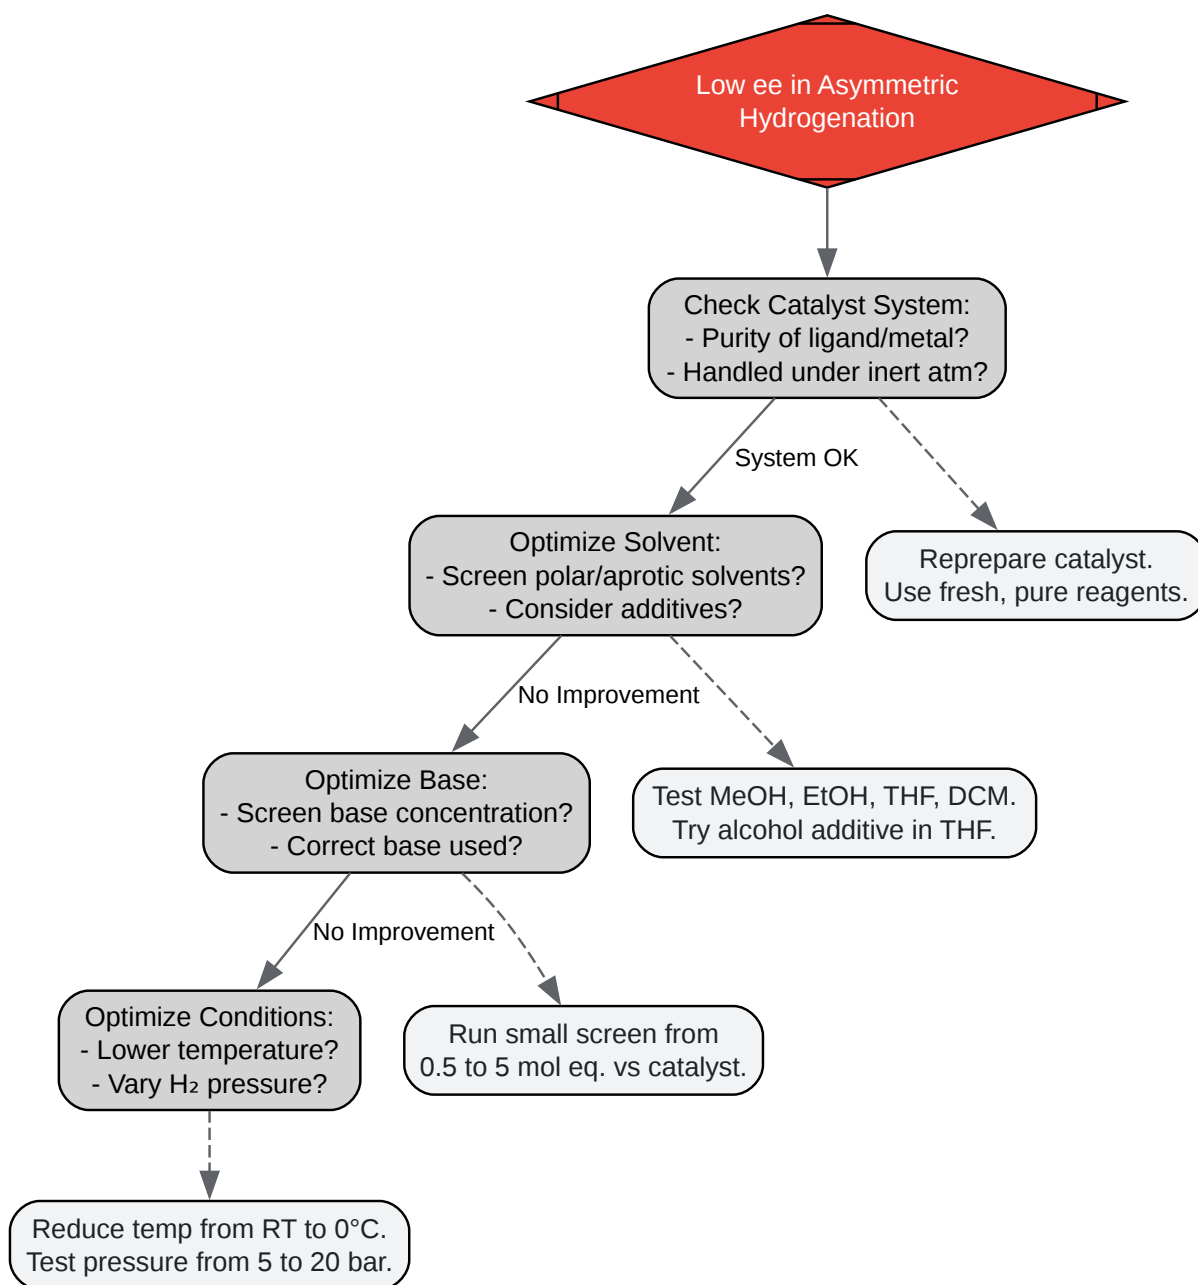 Low ee in Asymmetric
Hydrogenation
Check Catalyst System:
- Purity of ligand/metal?
- Handled under inert atm?
System OK
Optimize Solvent:
- Screen polar/aprotic solvents?
- Consider additives?
Reprepare catalyst.
Use fresh, pure reagents.
No Improvement
Optimize Base:
- Screen base concentration?
- Correct base used?
Test MeOH, EtOH, THF, DCM.
Try alcohol additive in THF.
No Improvement
Optimize Conditions:
- Lower temperature?
- Vary H₂ pressure?
Run small screen from
0.5 to 5 mol eq. vs catalyst.
Reduce temp from RT to 0°C.
Test pressure from 5 to 20 bar.